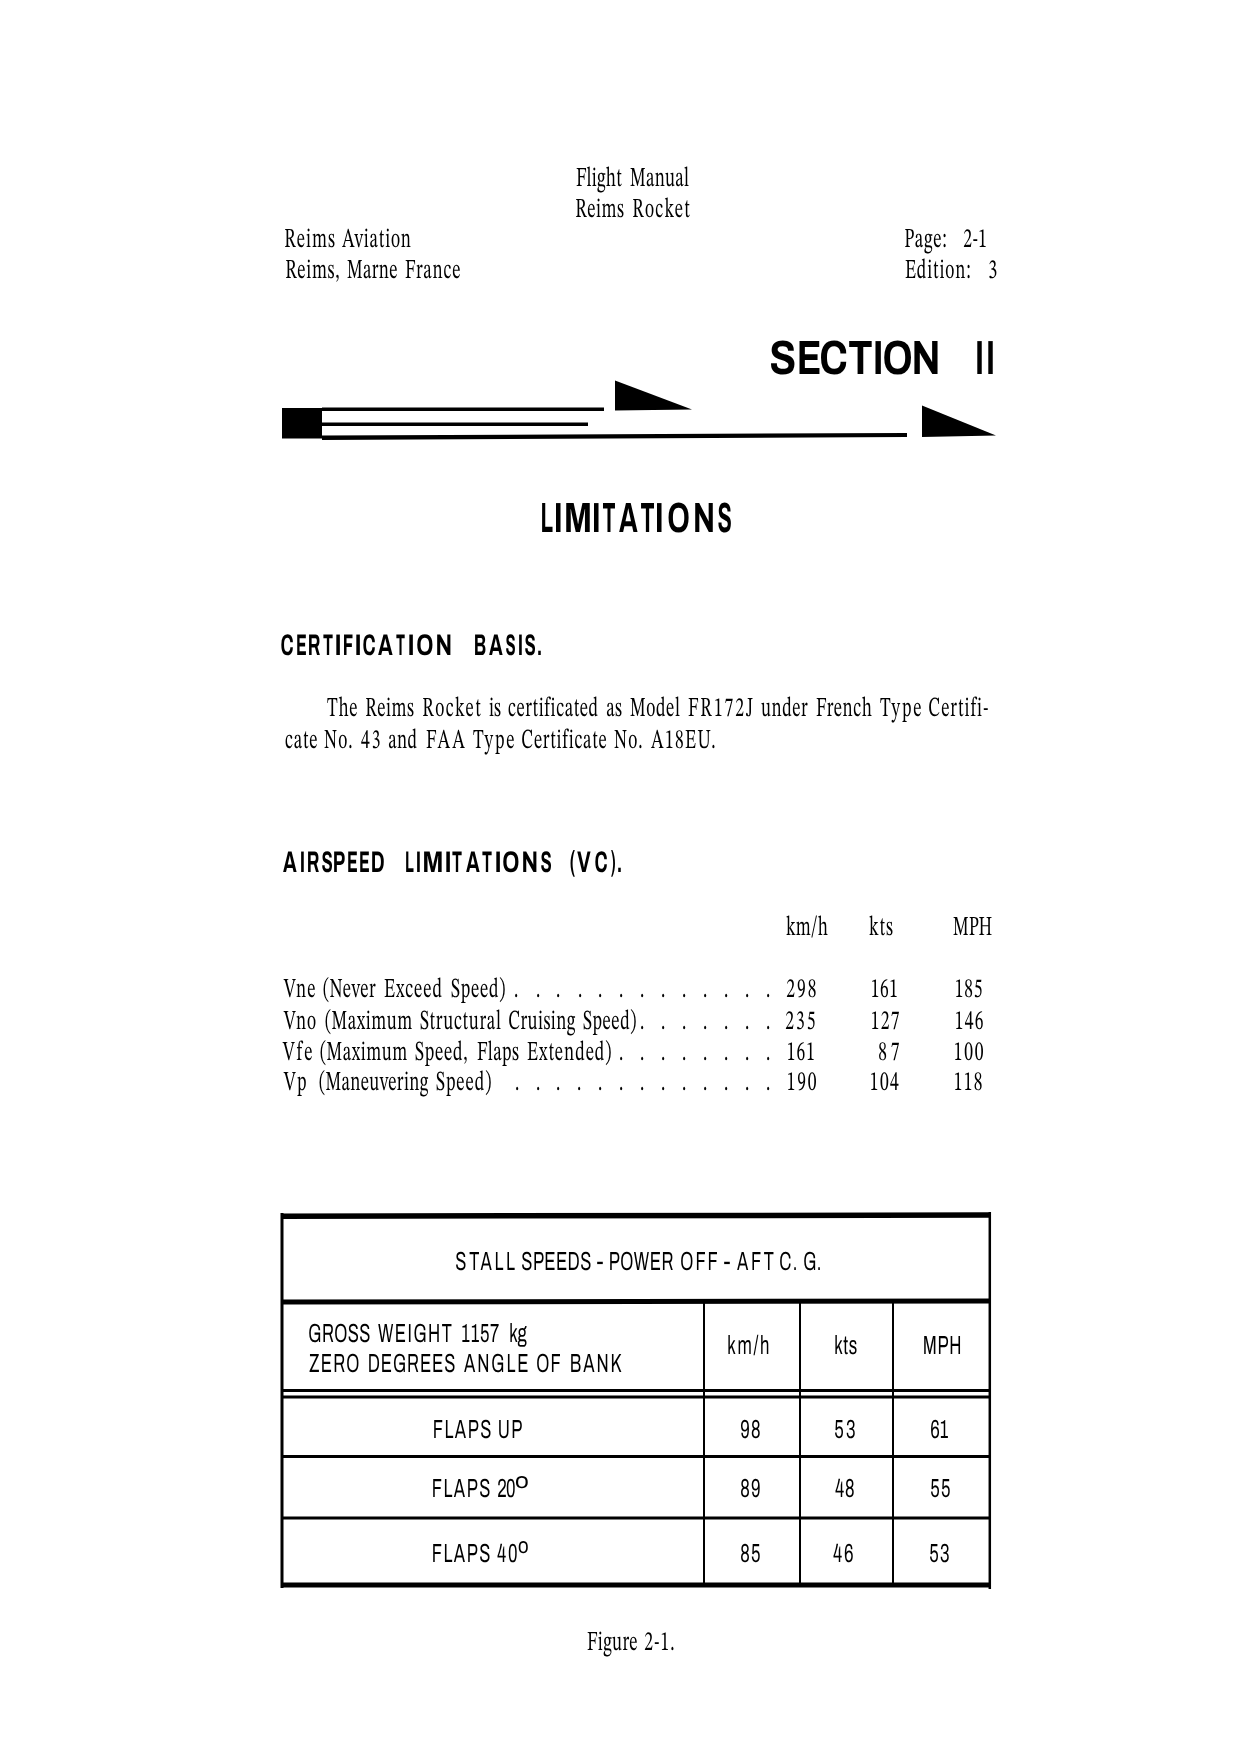 Flight Manual
Reims Rocket
Reims Aviation Page: 2-1
Reims, Marne France Edition: 3
SECTION II
LIMITATIONS
CERTIFICATION BASIS.
The Reims Rocket is certificated as Model FR172J under French Type Certifi-
cate No. 43 and FAA Type Certificate No. A18EU.
AIRSPEED LIMITATIONS (VC).
km/h kts MPH
Vne (Never Exceed Speed) . . . . . . . . . . . . . 298 161 185
Vno (Maximum Structural Cruising Speed) . . . . . . . 235 127 146
Vfe (Maximum Speed, Flaps Extended) . . . . . . . . 161 87 100
Vp (Maneuvering Speed) . . . . . . . . . . . . . 190 104 118
STALL SPEEDS - POWER OFF - AFT C. G.
GROSS WEIGHT 1157 kg
ZERO DEGREES ANGLE OF BANK km/h kts MPH
FLAPS UP 98 53 61
FLAPS 20° 89 48 55
FLAPS 40° 85 46 53
Figure 2-1.